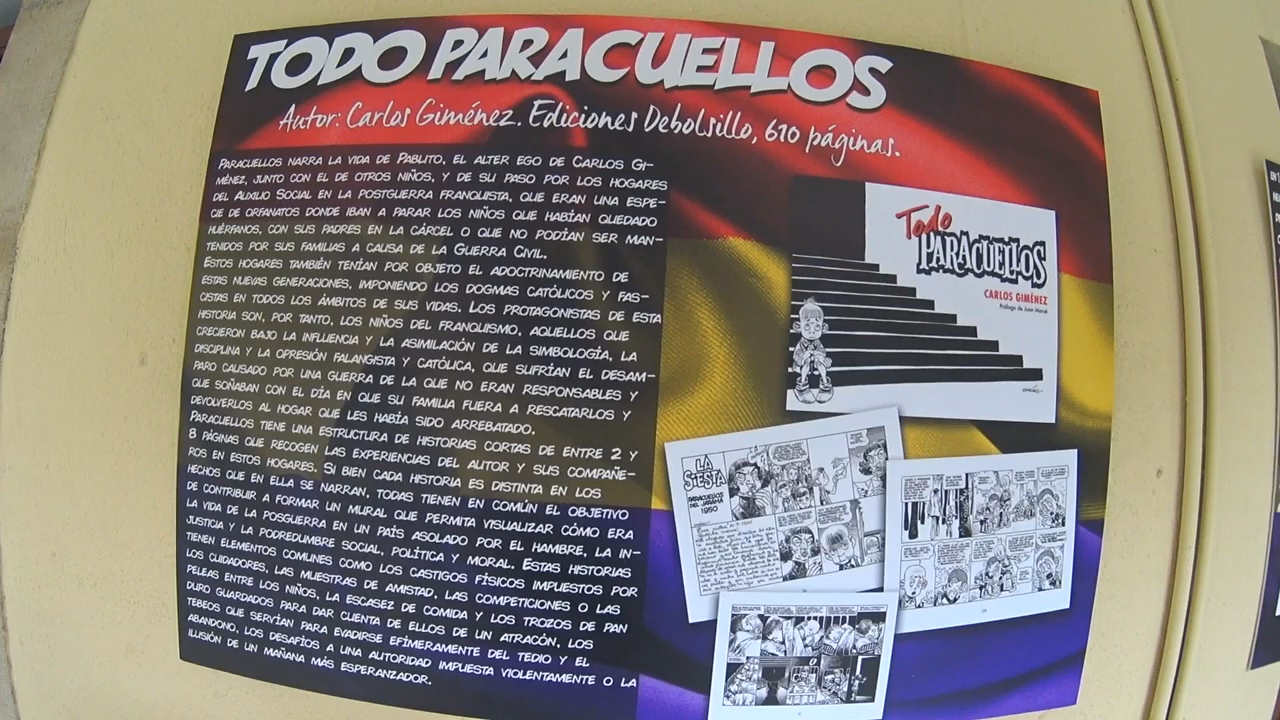 TODO PARACUELLOS
Autor: Carlos Giménez. Ediciones Debolsillo, 610 páginas.
PARACUELLOS NARRA LA VIDA DE PABLITO, EL ALTER EGO DE CARLOS GI-
MÉNEZ, JUNTO CON EL DE OTROS NIÑOS, Y DE SU PASO POR LOS HOGARES
DEL AUXILIO SOCIAL EN LA POSTGUERRA FRANQUISTA, QUE ERAN UNA ESPE-
CIE DE ORFANATOS DONDE IBAN A PARAR LOS NIÑOS QUE HABÍAN QUEDADO
HUÉRFANOS, CON SUS PADRES EN LA CÁRCEL O QUE NO PODÍAN SER MAN-
TENIDOS POR SUS FAMILIAS A CAUSA DE LA GUERRA CIVIL.
ESTOS HOGARES TAMBIÉN TENÍAN POR OBJETO EL ADOCTRINAMIENTO DE
ESTAS NUEVAS GENERACIONES, IMPONIENDO LOS DOGMAS CATÓLICOS Y FAS-
CISTAS EN TODOS LOS ÁMBITOS DE SUS VIDAS. LOS PROTAGONISTAS DE ESTA
HISTORIA SON, POR TANTO, LOS NIÑOS DEL FRANQUISMO, AQUELLOS QUE
CRECIERON BAJO LA INFLUENCIA Y LA ASIMILACIÓN DE LA SIMBOLOGÍA, LA
DISCIPLINA Y LA OPRESIÓN FALANGISTA Y CATÓLICA, QUE SUFRÍAN EL DESAM-
PARO CAUSADO POR UNA GUERRA DE LA QUE NO ERAN RESPONSABLES Y
QUE SOÑABAN CON EL DÍA EN QUE SU FAMILIA FUERA A RESCATARLOS Y
DEVOLVERLOS AL HOGAR QUE LES HABÍA SIDO ARREBATADO.
PARACUELLOS TIENE UNA ESTRUCTURA DE HISTORIAS CORTAS DE ENTRE 2 Y
8 PÁGINAS QUE RECOGEN LAS EXPERIENCIAS DEL AUTOR Y SUS COMPAÑE-
ROS EN ESTOS HOGARES. SI BIEN CADA HISTORIA ES DISTINTA EN LOS
HECHOS QUE EN ELLA SE NARRAN, TODAS TIENEN EN COMÚN EL OBJETIVO
DE CONTRIBUIR A FORMAR UN MURAL QUE PERMITA VISUALIZAR CÓMO ERA
LA VIDA DE LA POSGUERRA EN UN PAÍS ASOLADO POR EL HAMBRE, LA IN-
JUSTICIA Y LA PODREDUMBRE SOCIAL, POLÍTICA Y MORAL. ESTAS HISTORIAS
TIENEN ELEMENTOS COMUNES COMO LOS CASTIGOS FÍSICOS IMPUESTOS POR
LOS CUIDADORES, LAS MUESTRAS DE AMISTAD, LAS COMPETICIONES O LAS
PELEAS ENTRE LOS NIÑOS, LA ESCASEZ DE COMIDA Y LOS TROZOS DE PAN
DURO GUARDADOS PARA DAR CUENTA DE ELLOS DE UN ATRACÓN, LOS
TEBEOS QUE SERVÍAN PARA EVADIRSE EFÍMERAMENTE DEL TEDIO Y EL
ABANDONO, LOS DESAFÍOS A UNA AUTORIDAD IMPUESTA VIOLENTAMENTE O LA
ILUSIÓN DE UN MAÑANA MÁS ESPERANZADOR.
Todo
PARACUELLOS
CARLOS GIMÉNEZ
Prólogo de Juan Marsé
LA
SIESTA
PARACUELLOS
DEL JARAMA
1950